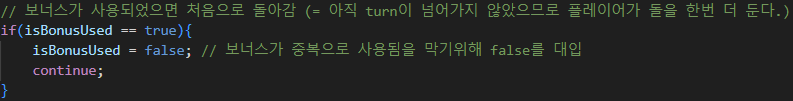 // 보너스가 사용되었으면 처음으로 돌아감 (= 아직 turn이 넘어가지 않았으므로 플레이어가 돌을 한번 더 둔다.)
if(isBonusUsed == true){
    isBonusUsed = false; // 보너스가 중복으로 사용됨을 막기위해 false를 대입
    continue;
}